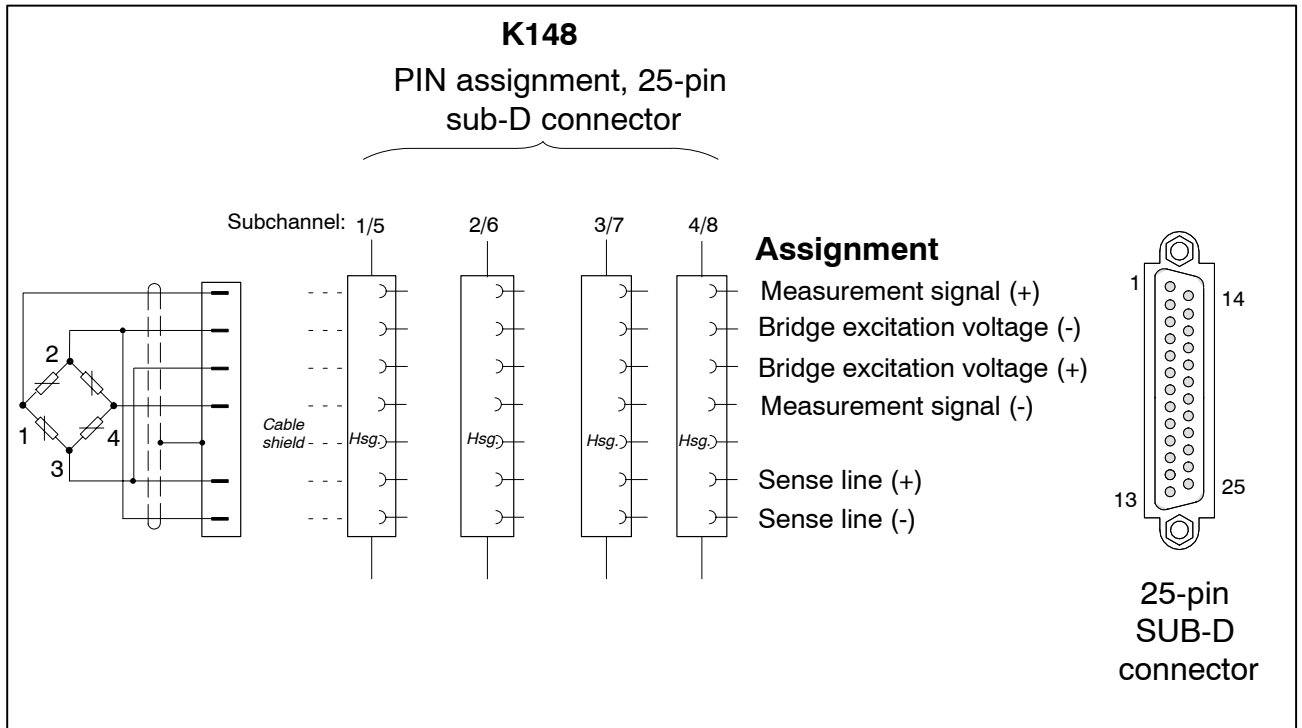 K148
PIN assignment, 25-pin
sub-D connector
Subchannel: 1/5 2/6 3/7 4/8
Assignment
Measurement signal (+)
Bridge excitation voltage (-)
Bridge excitation voltage (+)
Measurement signal (-)
Cable
shield
Hsg. Hsg. Hsg. Hsg.
Sense line (+)
Sense line (-)
2
1
4
3
1
14
13
25
25-pin
SUB-D
connector